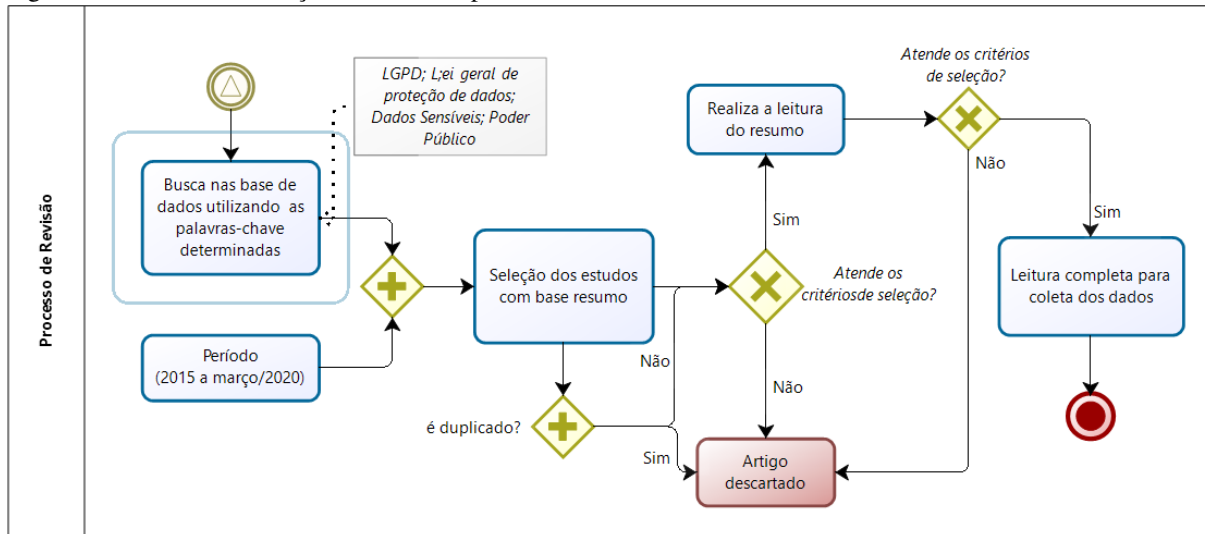 Processo de Revisão
LGPD; L;ei geral de
proteção de dados;
Dados Sensíveis; Poder
Público
Busca nas base de
dados utilizando as
palavras-chave
determinadas
Período
(2015 a março/2020)
Seleção dos estudos
com base resumo
é duplicado?
Não
Sim
Realiza a leitura
do resumo
Sim
Atende os
critériosde seleção?
Não
Artigo
descartado
Atende os critérios
de seleção?
Não
Sim
Leitura completa para
coleta dos dados